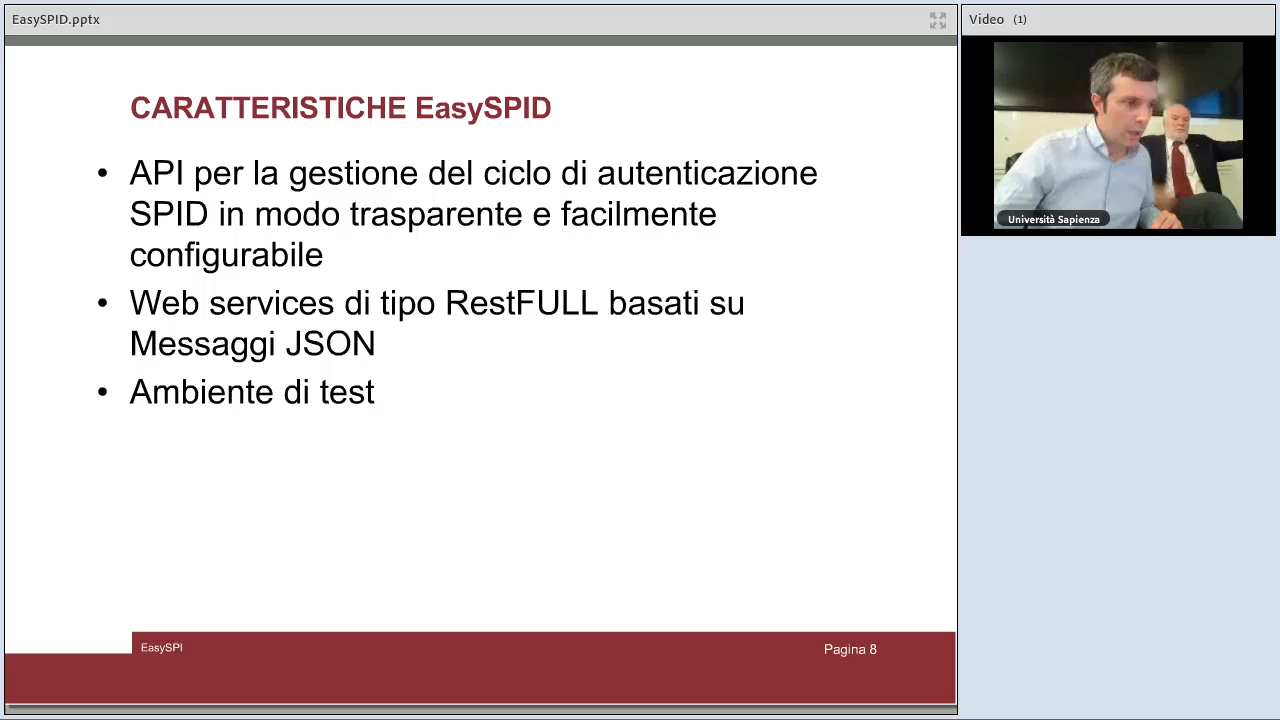 EasySPID.pptx
Video (1)
CARATTERISTICHE EasySPID
• API per la gestione del ciclo di autenticazione
SPID in modo trasparente e facilmente
configurabile
• Web services di tipo RestFULL basati su
Messaggi JSON
• Ambiente di test
Università Sapienza
EasySPI
Pagina 8